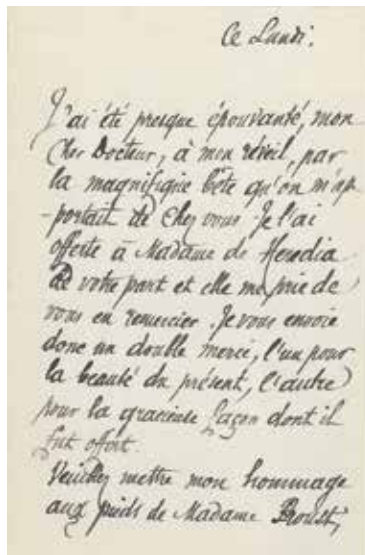 Ce Lundi.
J'ai été presque épouvanté, mon
Cher Docteur, à mon réveil, par
la magnifique bête qu'on m'ap
-portait de chez vous. Je l'ai
offerte à Madame de Heredia
de votre part et elle me prie de
vous en remercier. Je vous envoie
donc un double merci, l'un pour
la beauté du présent, l'autre
pour la gracieuse façon dont il
fut offert.
Veuillez mettre mon hommage
aux pieds de Madame Proust,